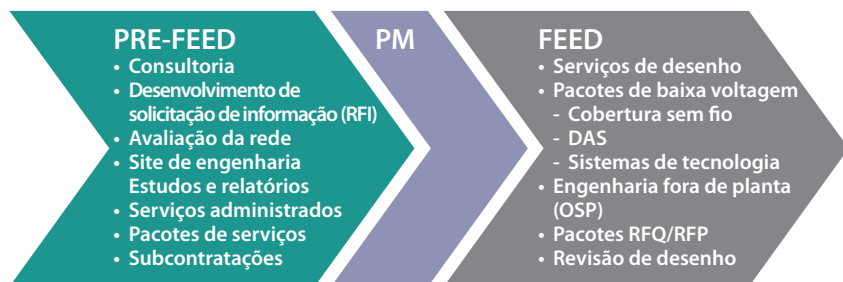 PRE-FEED
• Consultoria
• Desenvolvimento de
solicitação de informação (RFI)
• Avaliação da rede
• Site de engenharia
Estudos e relatórios
• Serviços administrados
• Pacotes de serviços
• Subcontratações
PM
FEED
• Serviços de desenho
• Pacotes de baixa voltagem
- Cobertura sem fio
- DAS
- Sistemas de tecnologia
• Engenharia fora de planta
(OSP)
• Pacotes RFQ/RFP
• Revisão de desenho